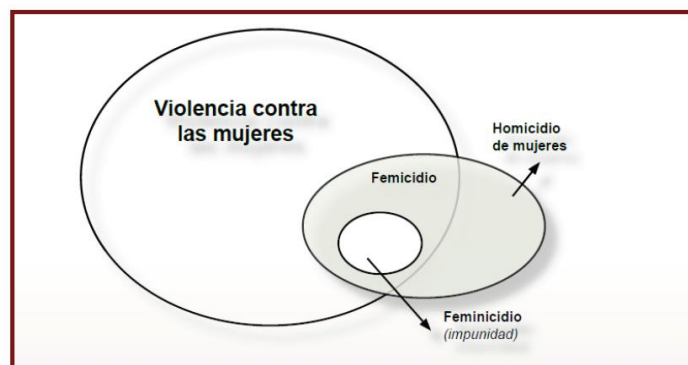 Violencia contra
las mujeres
Homicidio
de mujeres
Femicidio
Feminicidio
(impunidad)